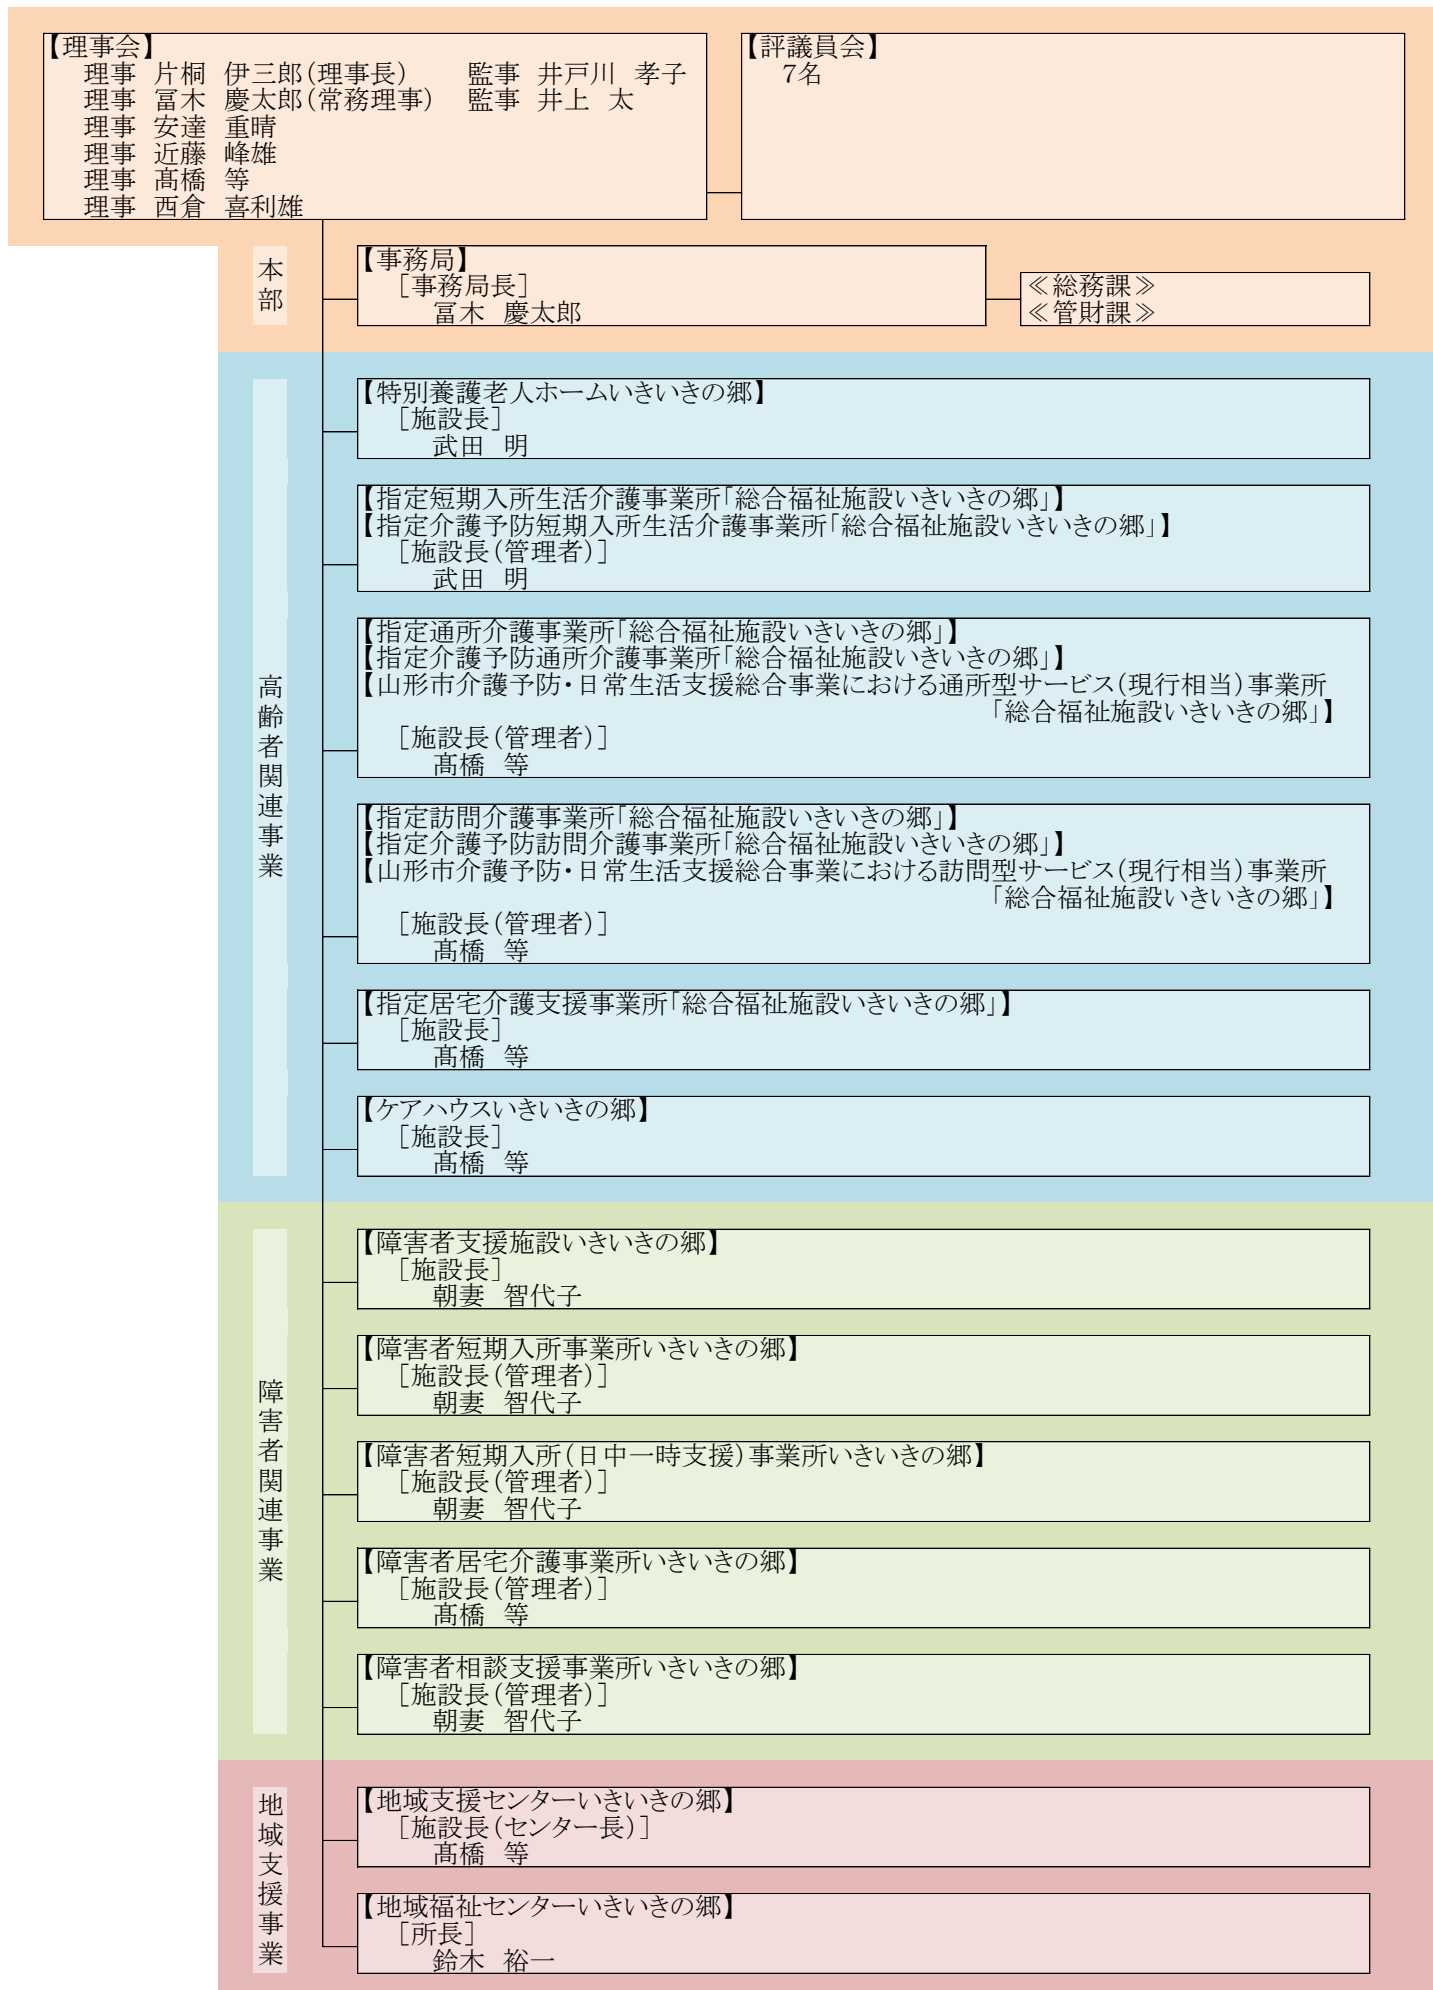 【理事会】
理事 片桐 伊三郎(理事長) 監事 井戸川 孝子
理事 冨木 慶太郎(常務理事) 監事 井上 太
理事 安達 重晴
理事 近藤 峰雄
理事 髙橋 等
理事 西倉 喜利雄
【評議員会】
7名
本部
【事務局】
[事務局長]
冨木 慶太郎
≪総務課≫
≪管財課≫
高齢者関連事業
【特別養護老人ホームいきいきの郷】
[施設長]
武田 明
【指定短期入所生活介護事業所「総合福祉施設いきいきの郷」】
【指定介護予防短期入所生活介護事業所「総合福祉施設いきいきの郷」】
[施設長(管理者)]
武田 明
【指定通所介護事業所「総合福祉施設いきいきの郷」】
【指定介護予防通所介護事業所「総合福祉施設いきいきの郷」】
【山形市介護予防・日常生活支援総合事業における通所型サービス(現行相当)事業所
「総合福祉施設いきいきの郷」】
[施設長(管理者)]
髙橋 等
【指定訪問介護事業所「総合福祉施設いきいきの郷」】
【指定介護予防訪問介護事業所「総合福祉施設いきいきの郷」】
【山形市介護予防・日常生活支援総合事業における訪問型サービス(現行相当)事業所
「総合福祉施設いきいきの郷」】
[施設長(管理者)]
髙橋 等
【指定居宅介護支援事業所「総合福祉施設いきいきの郷」】
[施設長]
髙橋 等
【ケアハウスいきいきの郷】
[施設長]
髙橋 等
障害者関連事業
【障害者支援施設いきいきの郷】
[施設長]
朝妻 智代子
【障害者短期入所事業所いきいきの郷】
[施設長(管理者)]
朝妻 智代子
【障害者短期入所(日中一時支援)事業所いきいきの郷】
[施設長(管理者)]
朝妻 智代子
【障害者居宅介護事業所いきいきの郷】
[施設長(管理者)]
髙橋 等
【障害者相談支援事業所いきいきの郷】
[施設長(管理者)]
朝妻 智代子
地域支援事業
【地域支援センターいきいきの郷】
[施設長(センター長)]
髙橋 等
【地域福祉センターいきいきの郷】
[所長]
鈴木 裕一